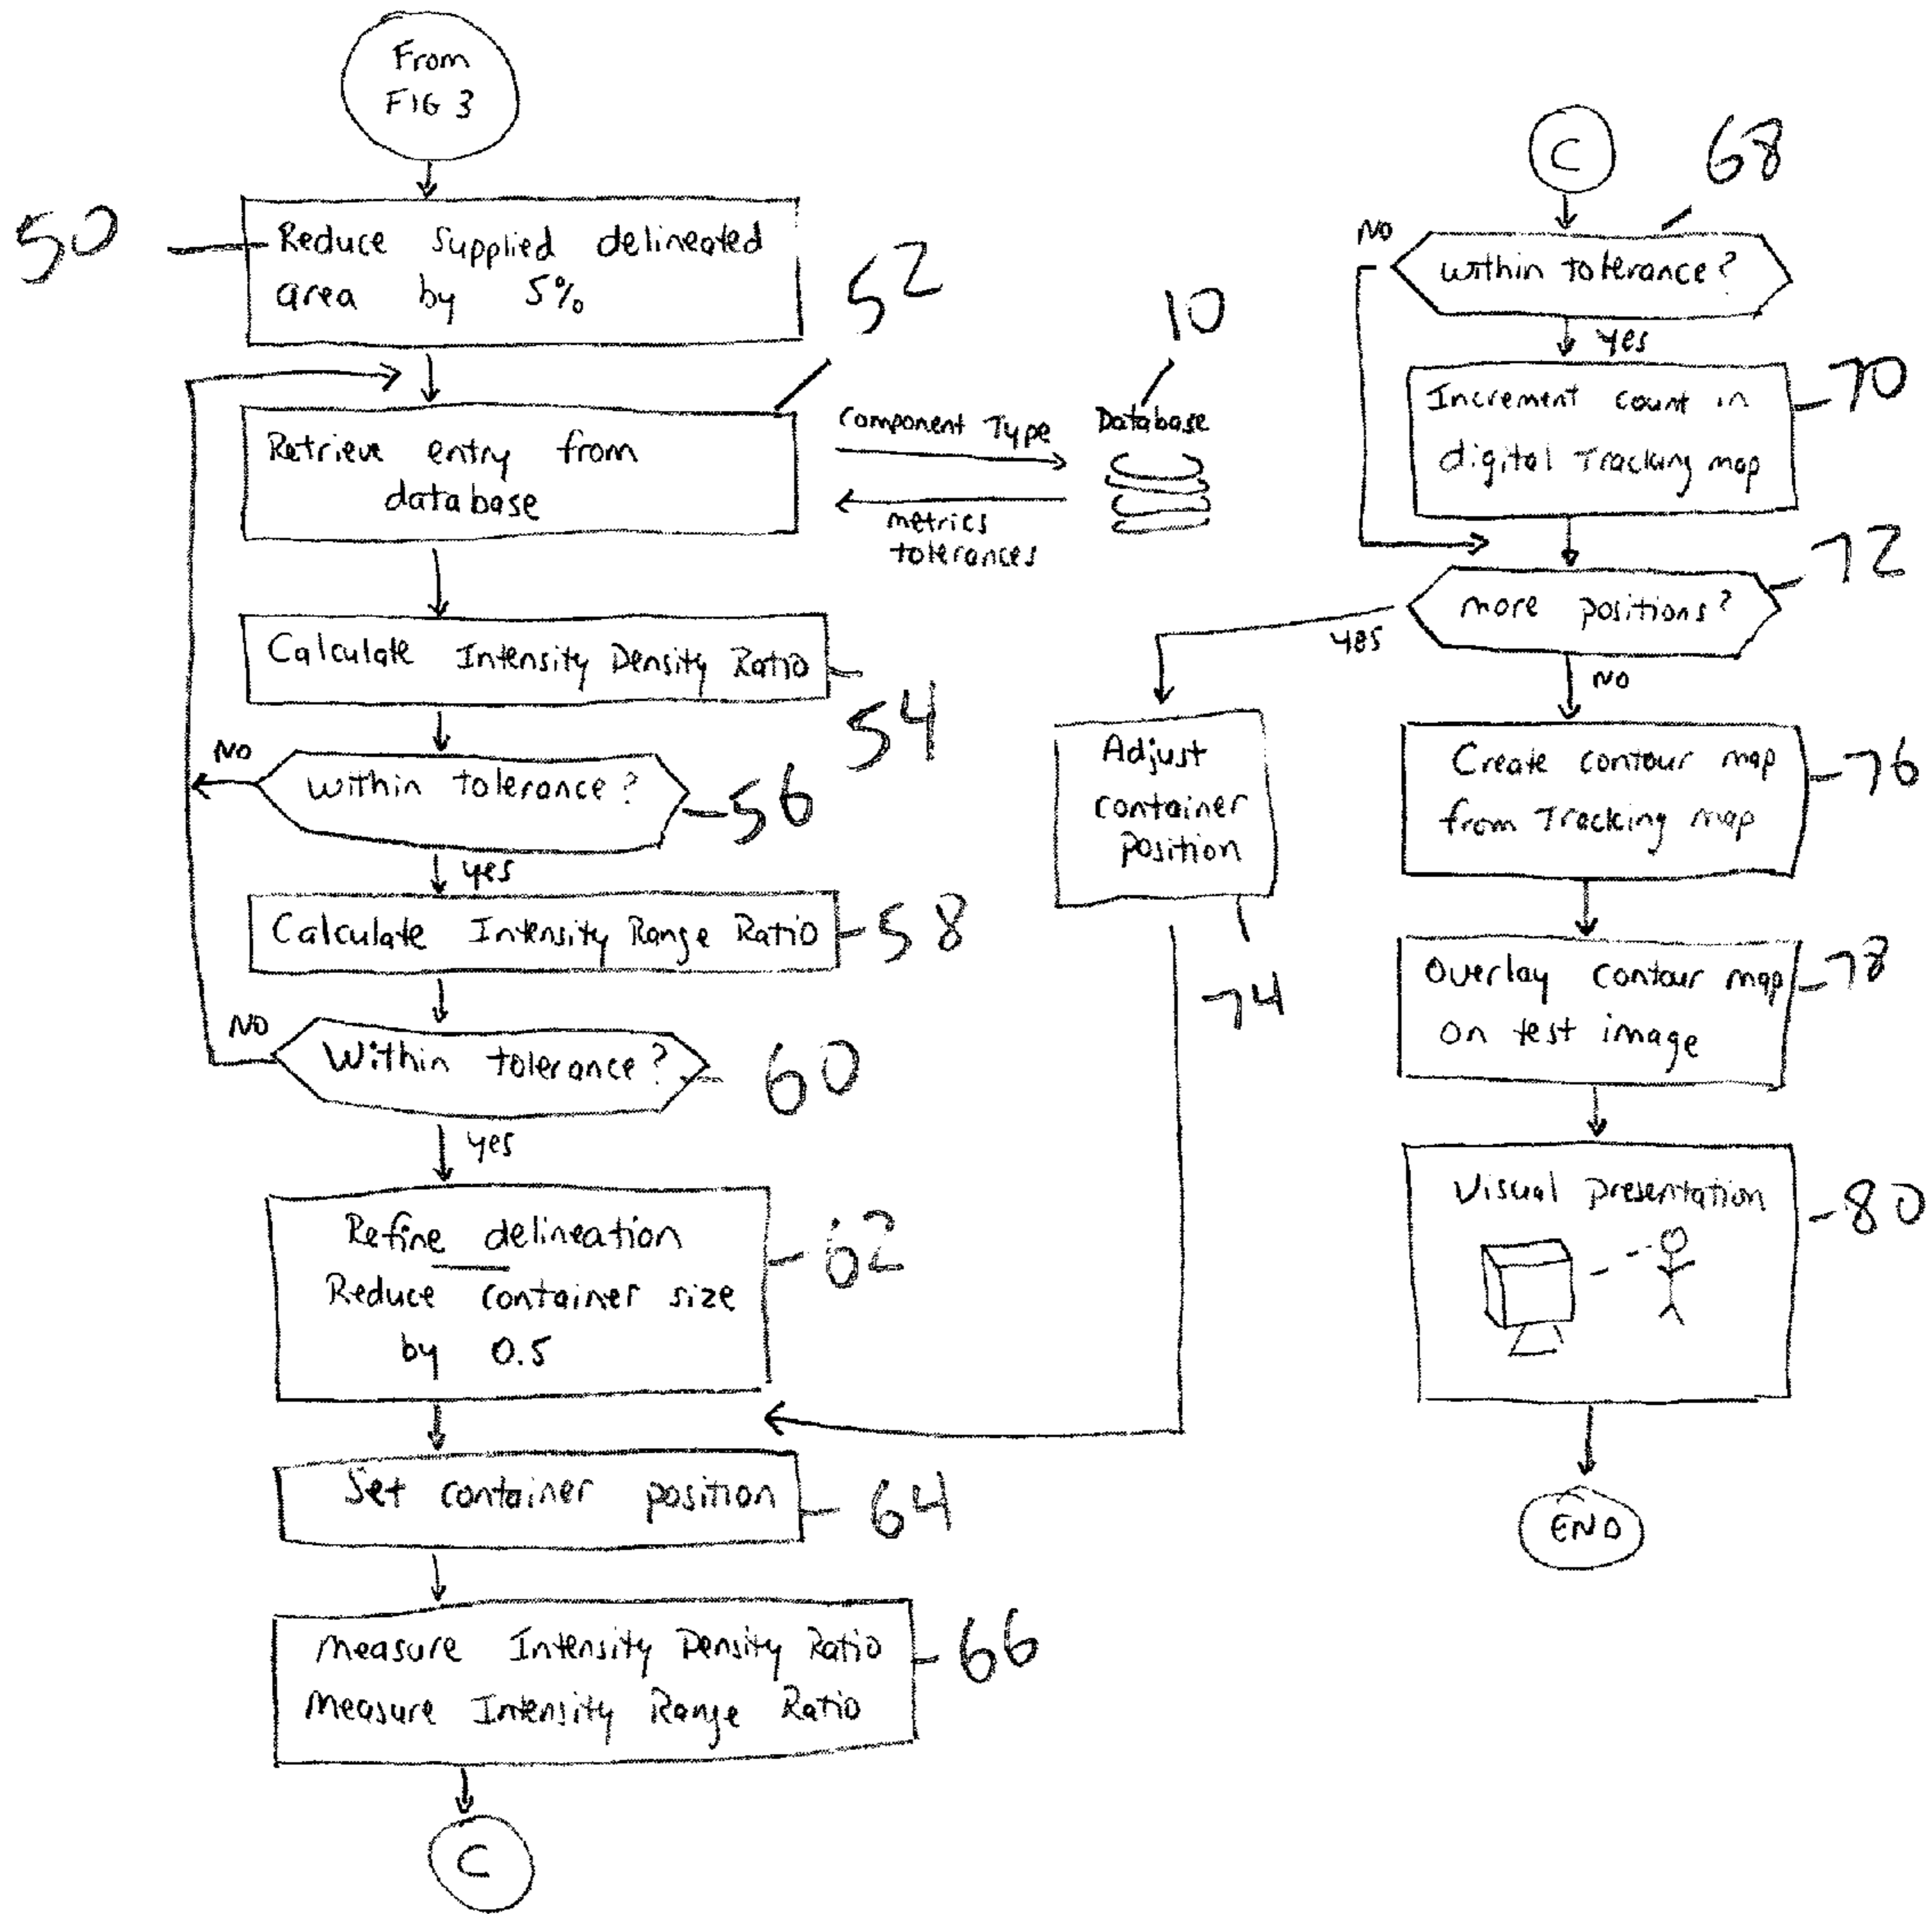 From
FIG 3
50
Reduce supplied delineated
area by 5%
52
10
Retrieve entry from
database
Component Type
Database
metrics
tolerances
Calculate Intensity Density Ratio
54
NO
within tolerance?
56
yes
Calculate Intensity Range Ratio
58
NO
Within tolerance?
60
yes
Refine delineation
Reduce container size
by 0.5
62
Set container position
64
Measure Intensity Density Ratio
Measure Intensity Range Ratio
66
C
C
68
NO
within tolerance?
yes
Increment count in
digital Tracking map
70
72
more positions?
yes
NO
Adjust
container
Position
74
Create contour map
from Tracking map
76
Overlay contour map
on test image
78
Visual presentation
80
END